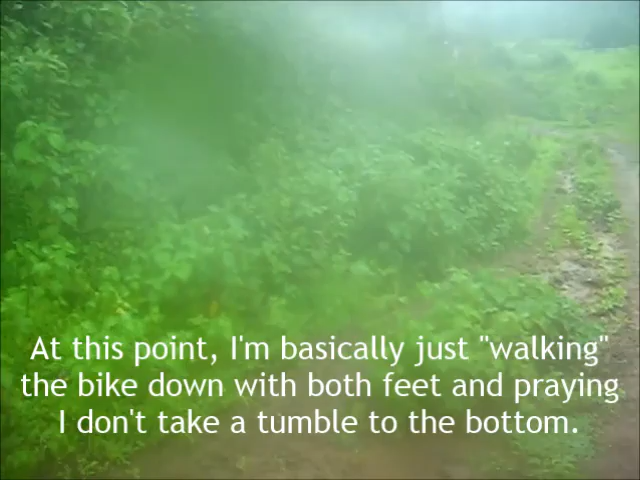 At this point, I'm basically just "walking"
the bike down with both feet and praying
I don't take a tumble to the bottom.